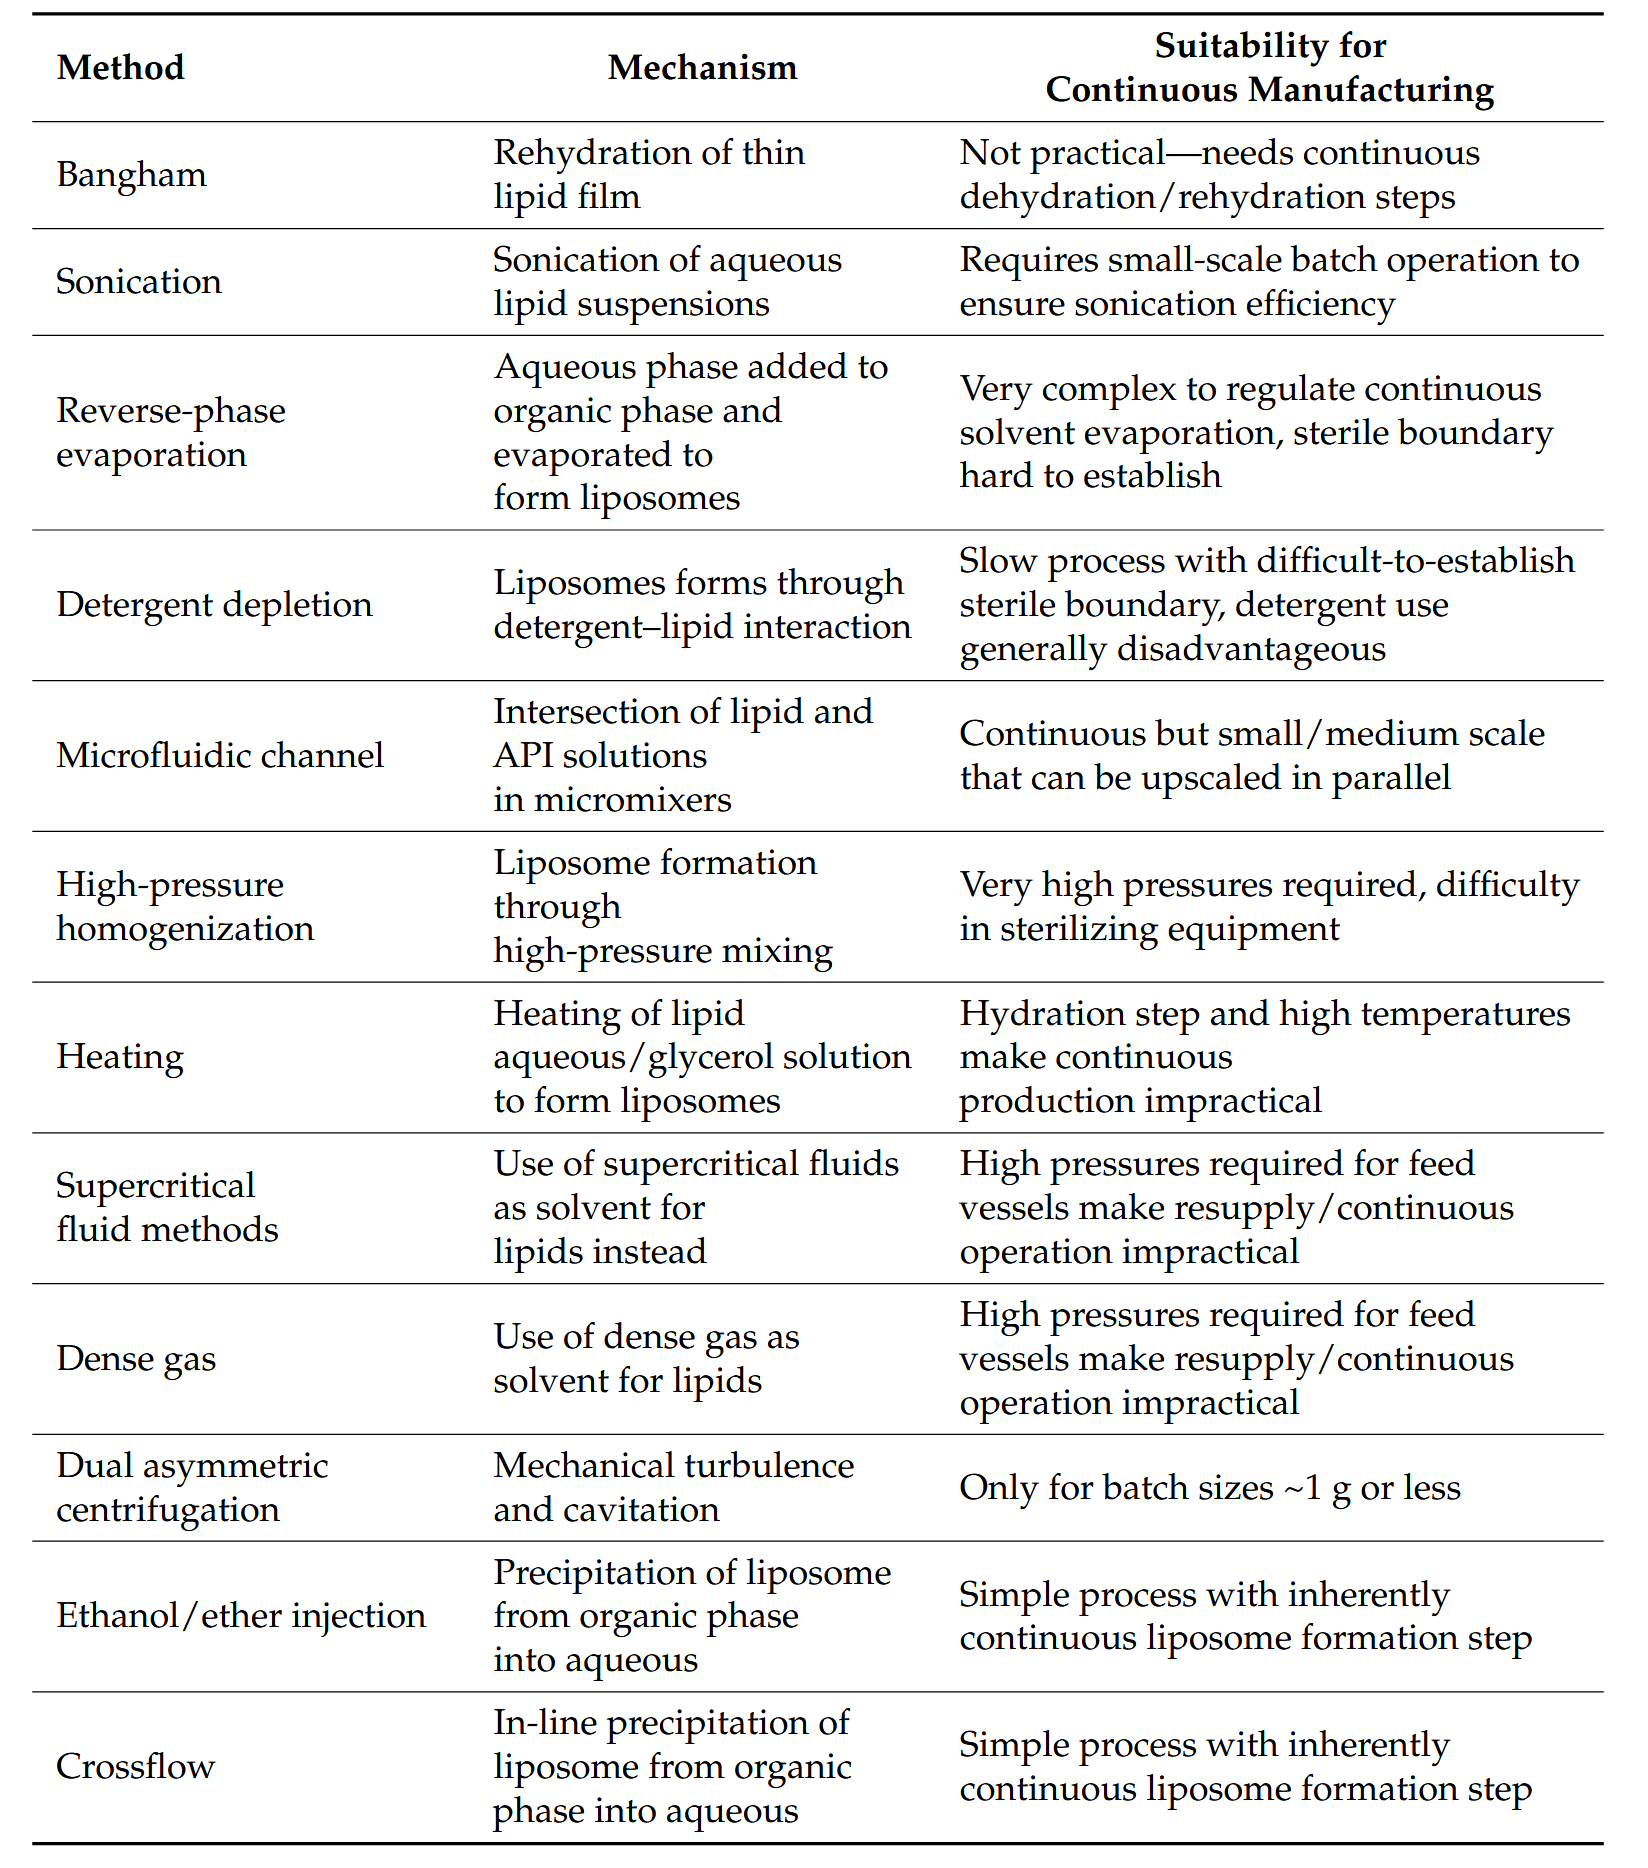 Method
Mechanism
Suitability for
Continuous Manufacturing
Bangham
Rehydration of thin
lipid film
Not practical—needs continuous
dehydration/rehydration steps
Sonication
Sonication of aqueous
lipid suspensions
Requires small-scale batch operation to
ensure sonication efficiency
Reverse-phase
evaporation
Aqueous phase added to
organic phase and
evaporated to
form liposomes
Very complex to regulate continuous
solvent evaporation, sterile boundary
hard to establish
Detergent depletion
Liposomes forms through
detergent–lipid interaction
Slow process with difficult-to-establish
sterile boundary, detergent use
generally disadvantageous
Microfluidic channel
Intersection of lipid and
API solutions
in micromixers
Continuous but small/medium scale
that can be upscaled in parallel
High-pressure
homogenization
Liposome formation
through
high-pressure mixing
Very high pressures required, difficulty
in sterilizing equipment
Heating
Heating of lipid
aqueous/glycerol solution
to form liposomes
Hydration step and high temperatures
make continuous
production impractical
Supercritical
fluid methods
Use of supercritical fluids
as solvent for
lipids instead
High pressures required for feed
vessels make resupply/continuous
operation impractical
Dense gas
Use of dense gas as
solvent for lipids
High pressures required for feed
vessels make resupply/continuous
operation impractical
Dual asymmetric
centrifugation
Mechanical turbulence
and cavitation
Only for batch sizes ~1 g or less
Ethanol/ether injection
Precipitation of liposome
from organic phase
into aqueous
Simple process with inherently
continuous liposome formation step
Crossflow
In-line precipitation of
liposome from organic
phase into aqueous
Simple process with inherently
continuous liposome formation step